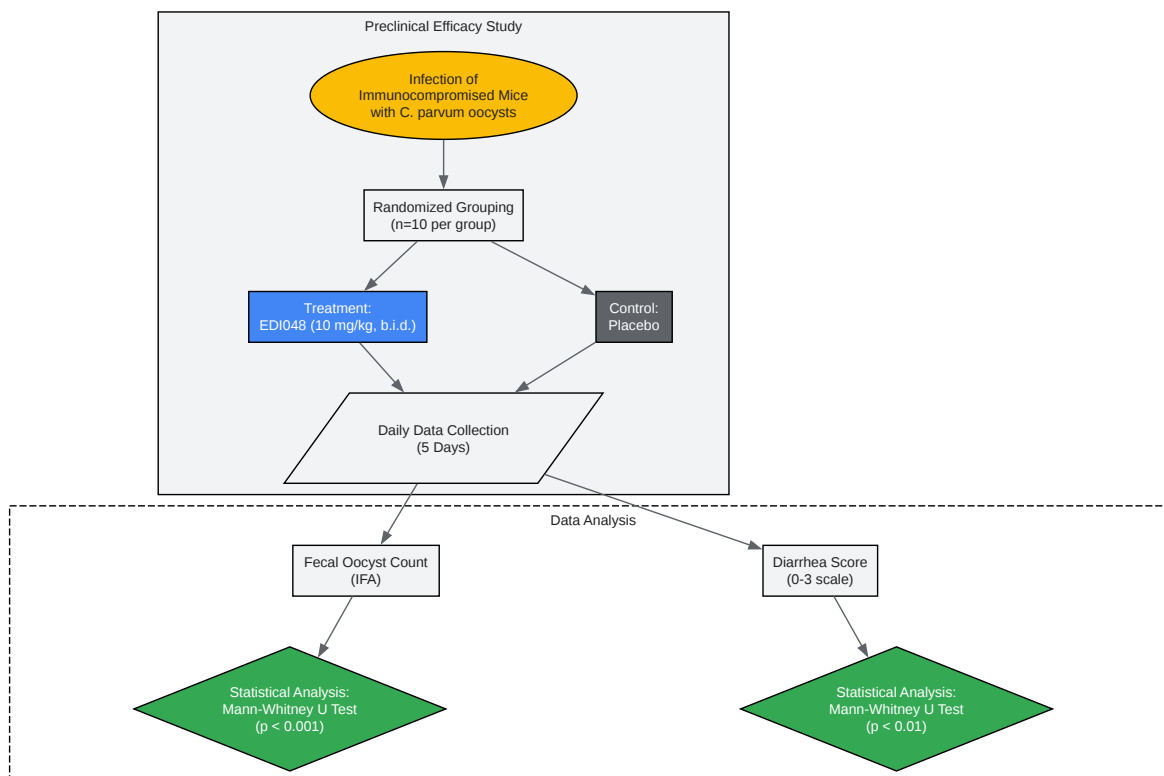 Preclinical Efficacy Study
Infection of
Immunocompromised Mice
with C. parvum oocysts
Randomized Grouping
(n=10 per group)
Treatment:
EDI048 (10 mg/kg, b.i.d.)
Control:
Placebo
Daily Data Collection
(5 Days)
Data Analysis
Fecal Oocyst Count
(IFA)
Diarrhea Score
(0-3 scale)
Statistical Analysis:
Mann-Whitney U Test
(p < 0.001)
Statistical Analysis:
Mann-Whitney U Test
(p < 0.01)